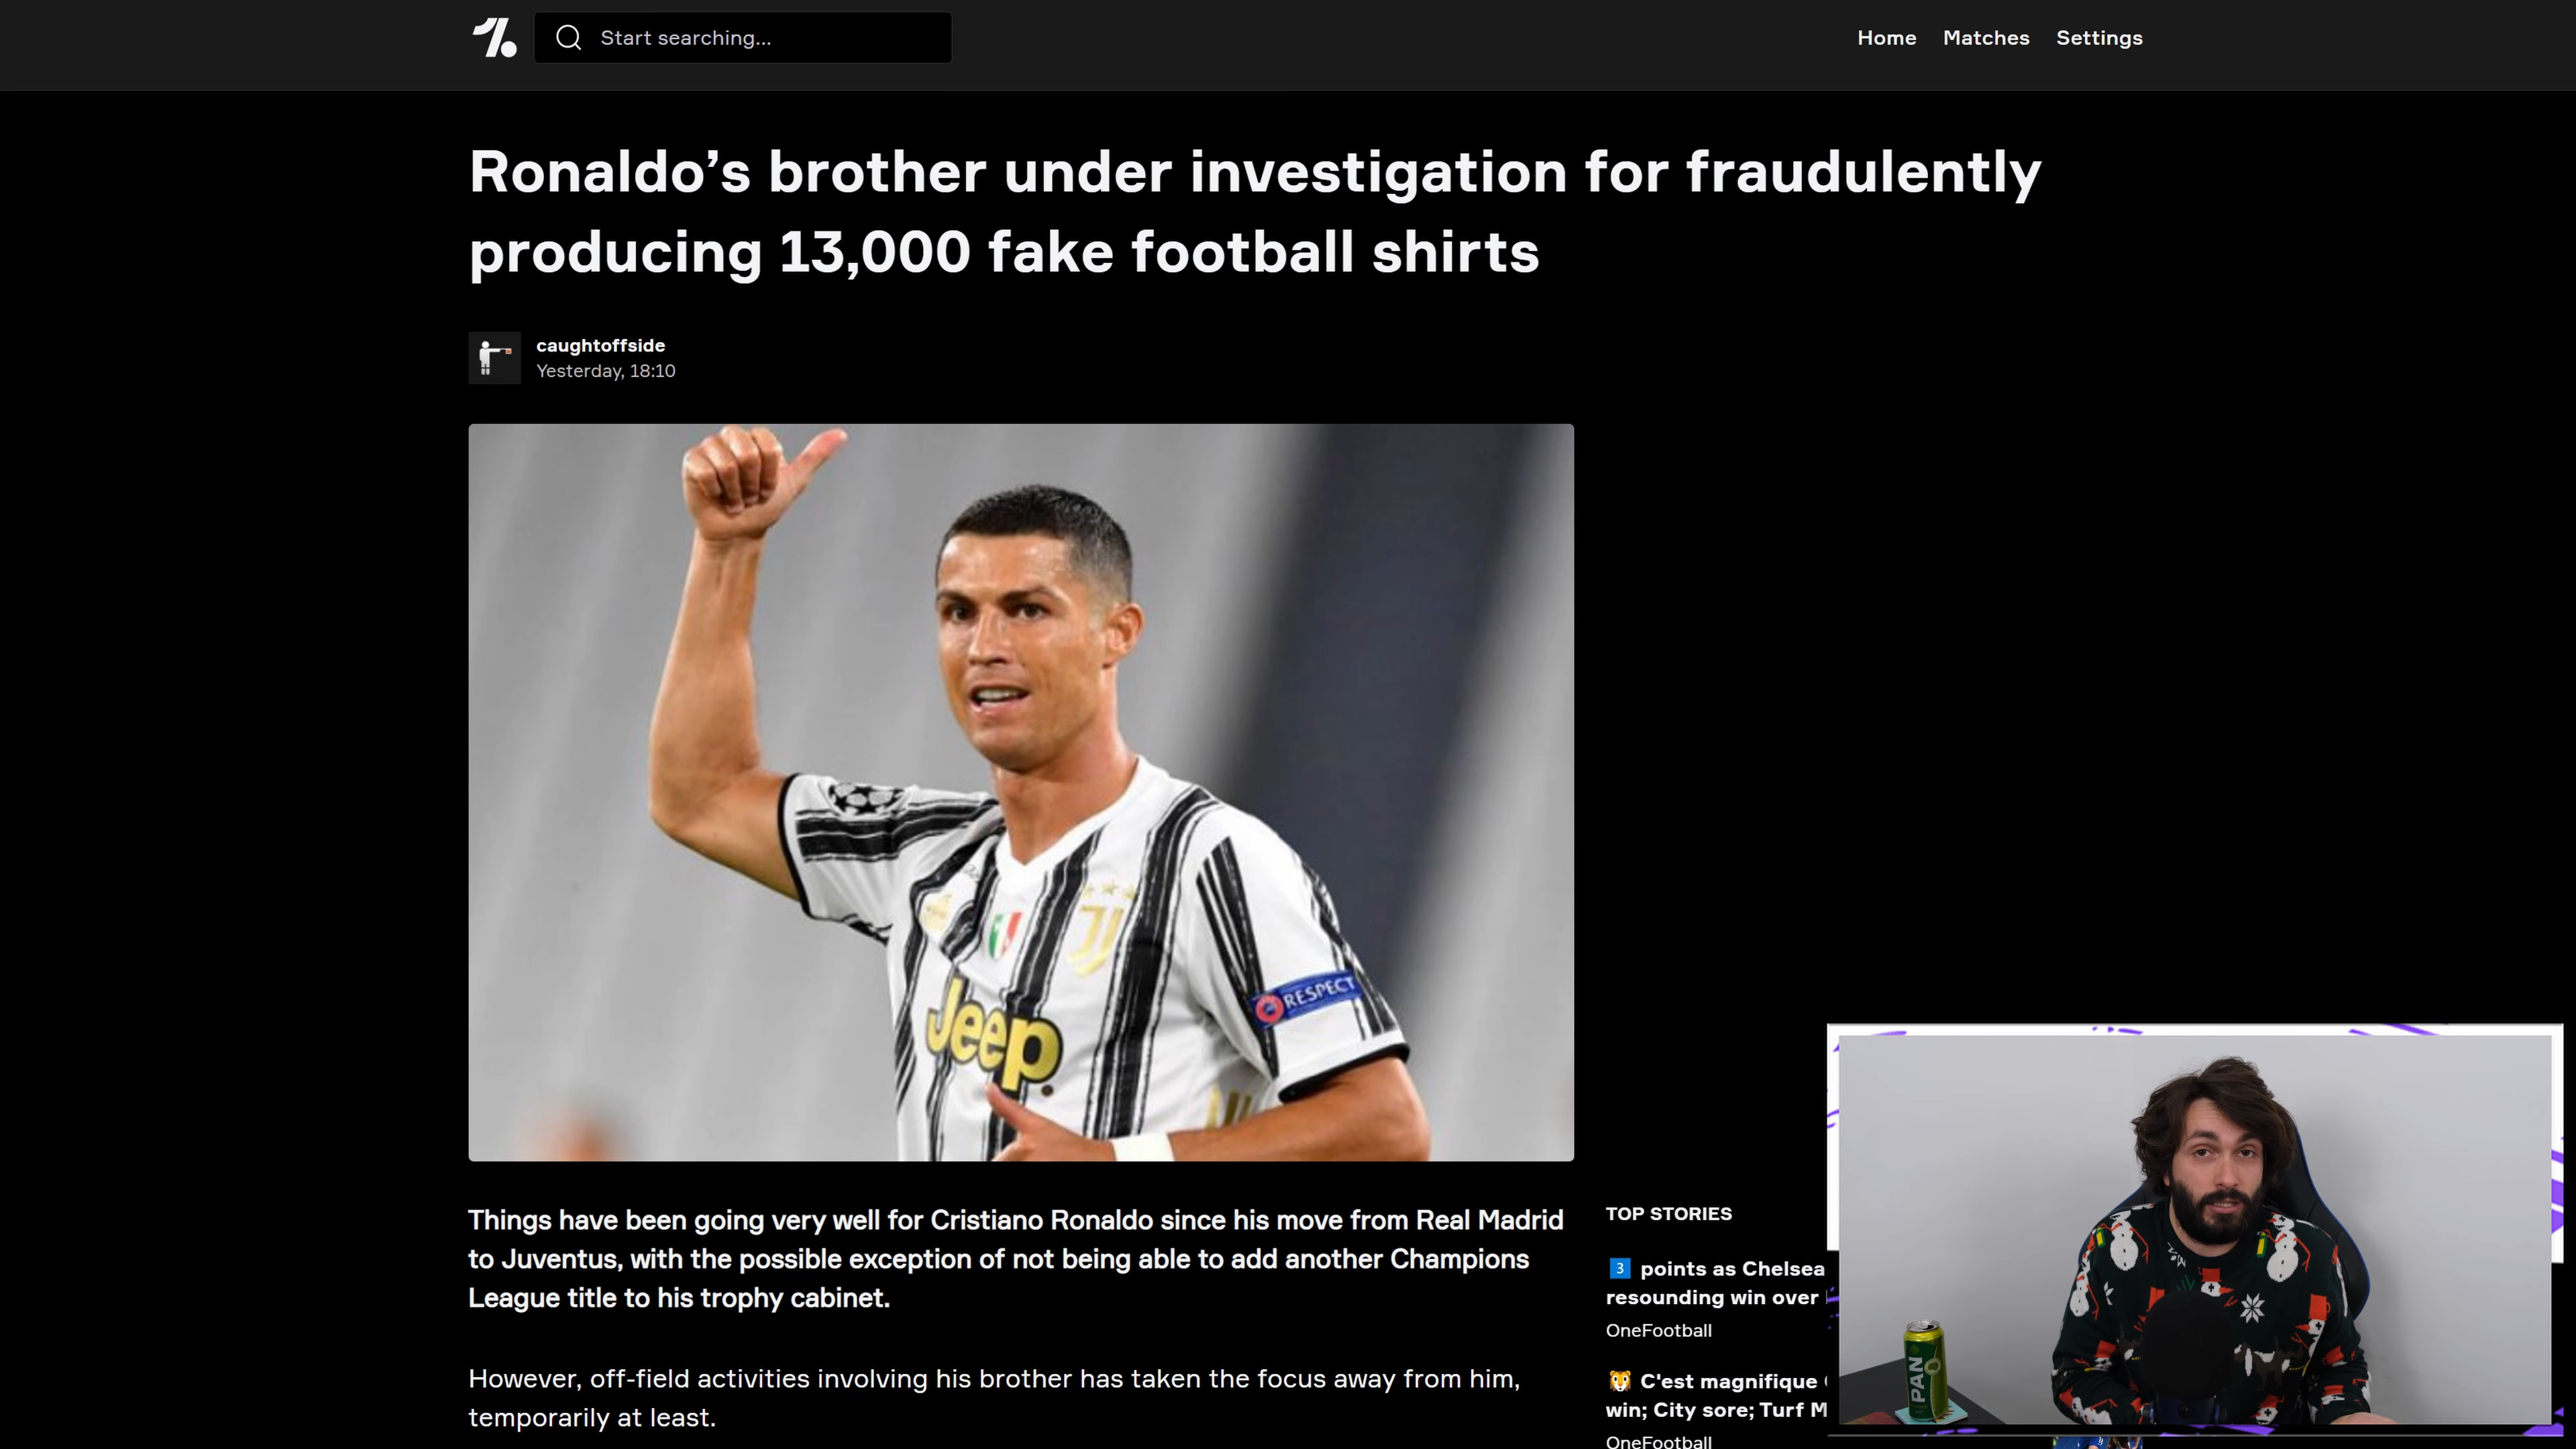 Start searching...
Home Matches Settings
Ronaldo’s brother under investigation for fraudulently
producing 13,000 fake football shirts
caughtoffside
Yesterday, 18:10
RESPECT
Jeep
Things have been going very well for Cristiano Ronaldo since his move from Real Madrid
to Juventus, with the possible exception of not being able to add another Champions
League title to his trophy cabinet.
However, off-field activities involving his brother has taken the focus away from him,
temporarily at least.
TOP STORIES
3 points as Chelsea
resounding win over
OneFootball
C'est magnifique
win; City sore; Turf M
OneFootball
PAN